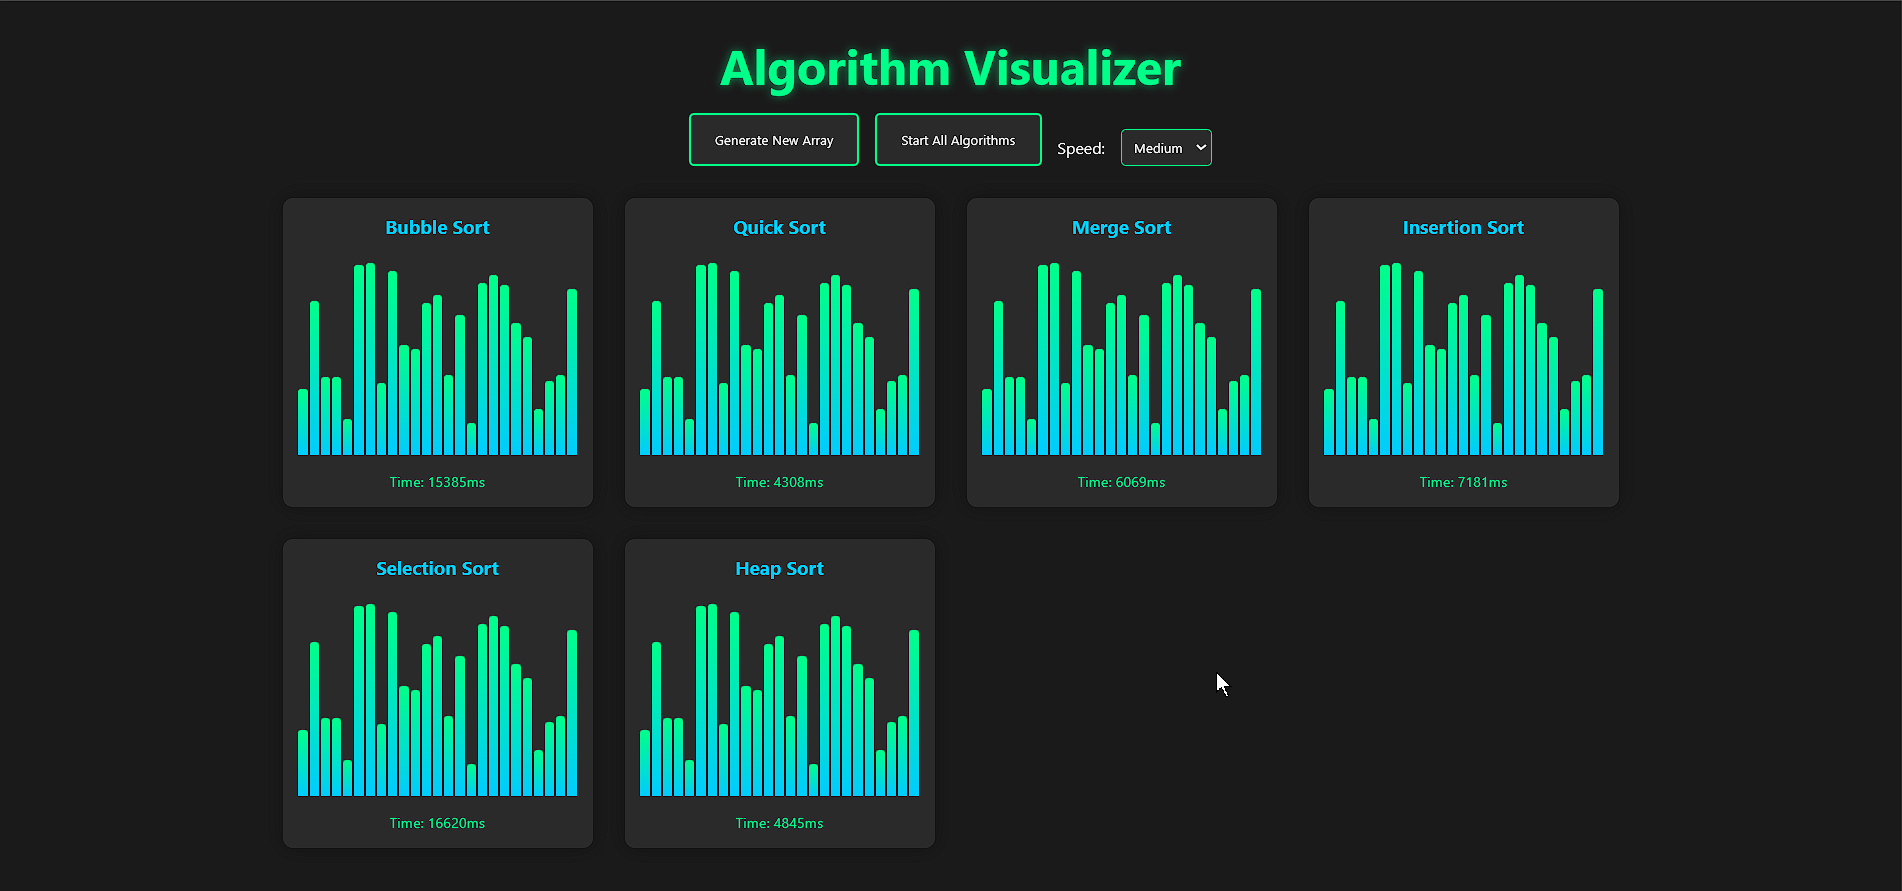 Algorithm Visualizer
Generate New Array
Start All Algorithms
Speed:
Medium
Bubble Sort
Time: 15385ms
Quick Sort
Time: 4308ms
Merge Sort
Time: 6069ms
Insertion Sort
Time: 7181ms
Selection Sort
Time: 16620ms
Heap Sort
Time: 4845ms